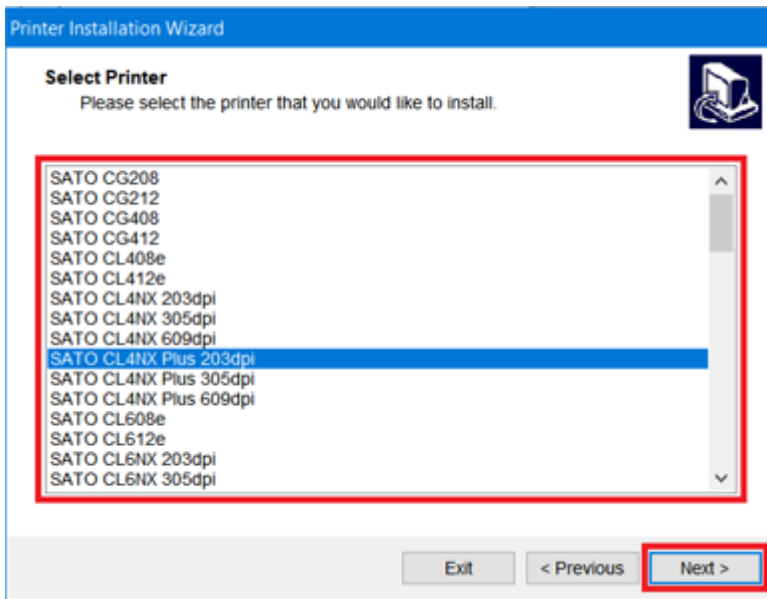 Printer Installation Wizard
Select Printer
Please select the printer that you would like to install.
SATO CG208
SATO CG212
SATO CG408
SATO CG412
SATO CL408e
SATO CL412e
SATO CL4NX 203dpi
SATO CL4NX 305dpi
SATO CL4NX 609dpi
SATO CL4NX Plus 203dpi
SATO CL4NX Plus 305dpi
SATO CL4NX Plus 609dpi
SATO CL608e
SATO CL612e
SATO CL6NX 203dpi
SATO CL6NX 305dpi
Exit < Previous Next >